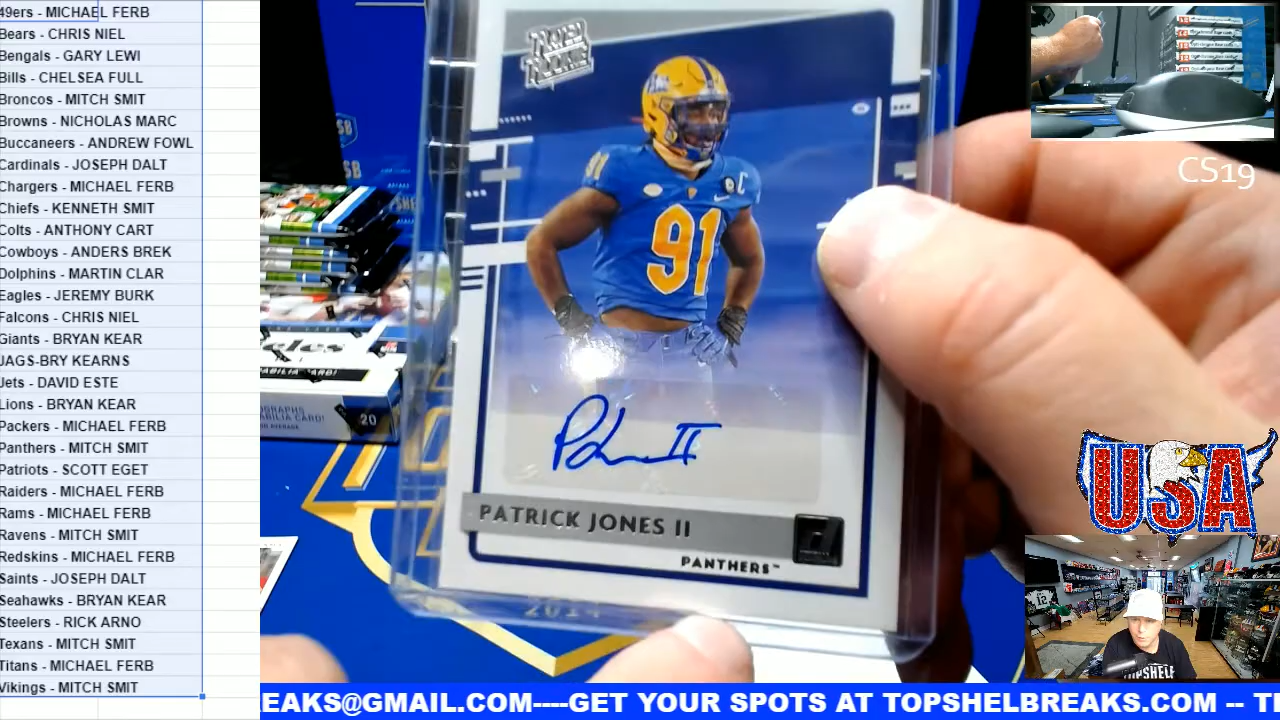 49ers - MICHAEL FERB
Bears - CHRIS NIEL
Bengals - GARY LEWI
Bills - CHELSEA FULL
Broncos - MITCH SMIT
Browns - NICHOLAS MARC
Buccaneers - ANDREW FOWL
Cardinals - JOSEPH DALT
Chargers - MICHAEL FERB
Chiefs - KENNETH SMIT
Colts - ANTHONY CART
Cowboys - ANDERS BREK
Dolphins - MARTIN CLAR
Eagles - JEREMY BURK
Falcons - CHRIS NIEL
Giants - BRYAN KEAR
JAGS-BRY KEARNS
Jets - DAVID ESTE
Lions - BRYAN KEAR
Packers - MICHAEL FERB
Panthers - MITCH SMIT
Patriots - SCOTT EGET
Raiders - MICHAEL FERB
Rams - MICHAEL FERB
Ravens - MITCH SMIT
Redskins - MICHAEL FERB
Saints - JOSEPH DALT
Seahawks - BRYAN KEAR
Steelers - RICK ARNO
Texans - MITCH SMIT
Titans - MICHAEL FERB
Vikings - MITCH SMIT
RATED
ROOKIE
Pitt
91
C
91
II
PATRICK JONES II
PANTHERS
20
CS19
USA
TOPSHELF
EAKS@GMAIL.COM----GET YOUR SPOTS AT TOPSHELBREAKS.COM -- T